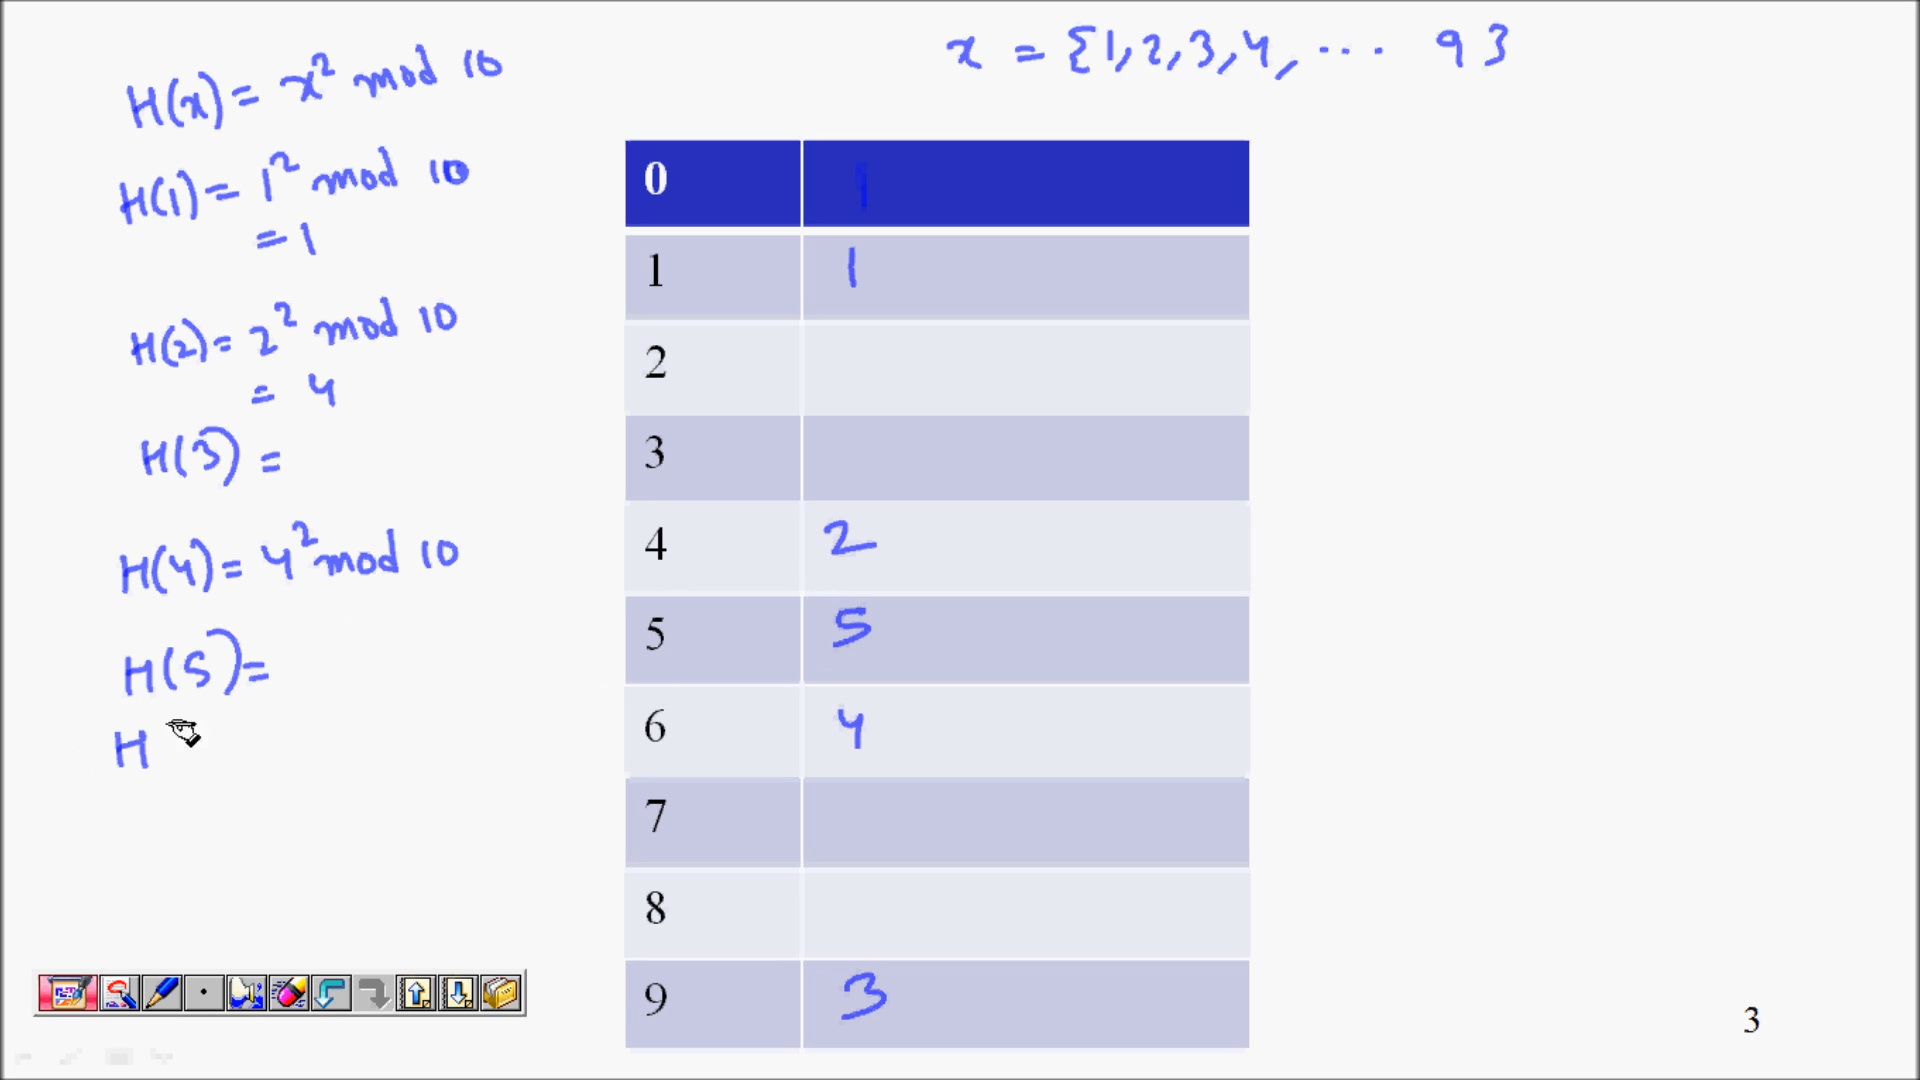 x = {1,2,3,4, ... 9}
H(x) = x² mod 10
H(1) = 1² mod 10
= 1
H(2) = 2² mod 10
= 4
H(3) =
H(4) = 4² mod 10
H(5) =
H
0 1
1 1
2
3
4 2
5 5
6 4
7
8
9 3
3